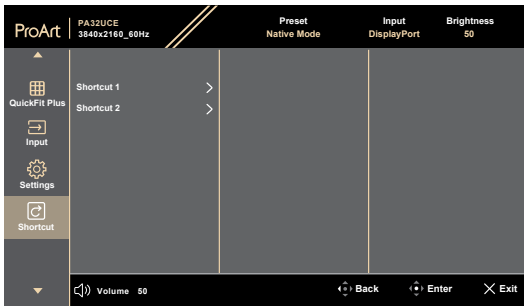 ProArt
PA32UCE
3840x2160_60Hz
Preset
Native Mode
Input
DisplayPort
Brightness
50
QuickFit Plus
Input
Settings
Shortcut
Shortcut 1
Shortcut 2
Volume 50
Back
Enter
Exit